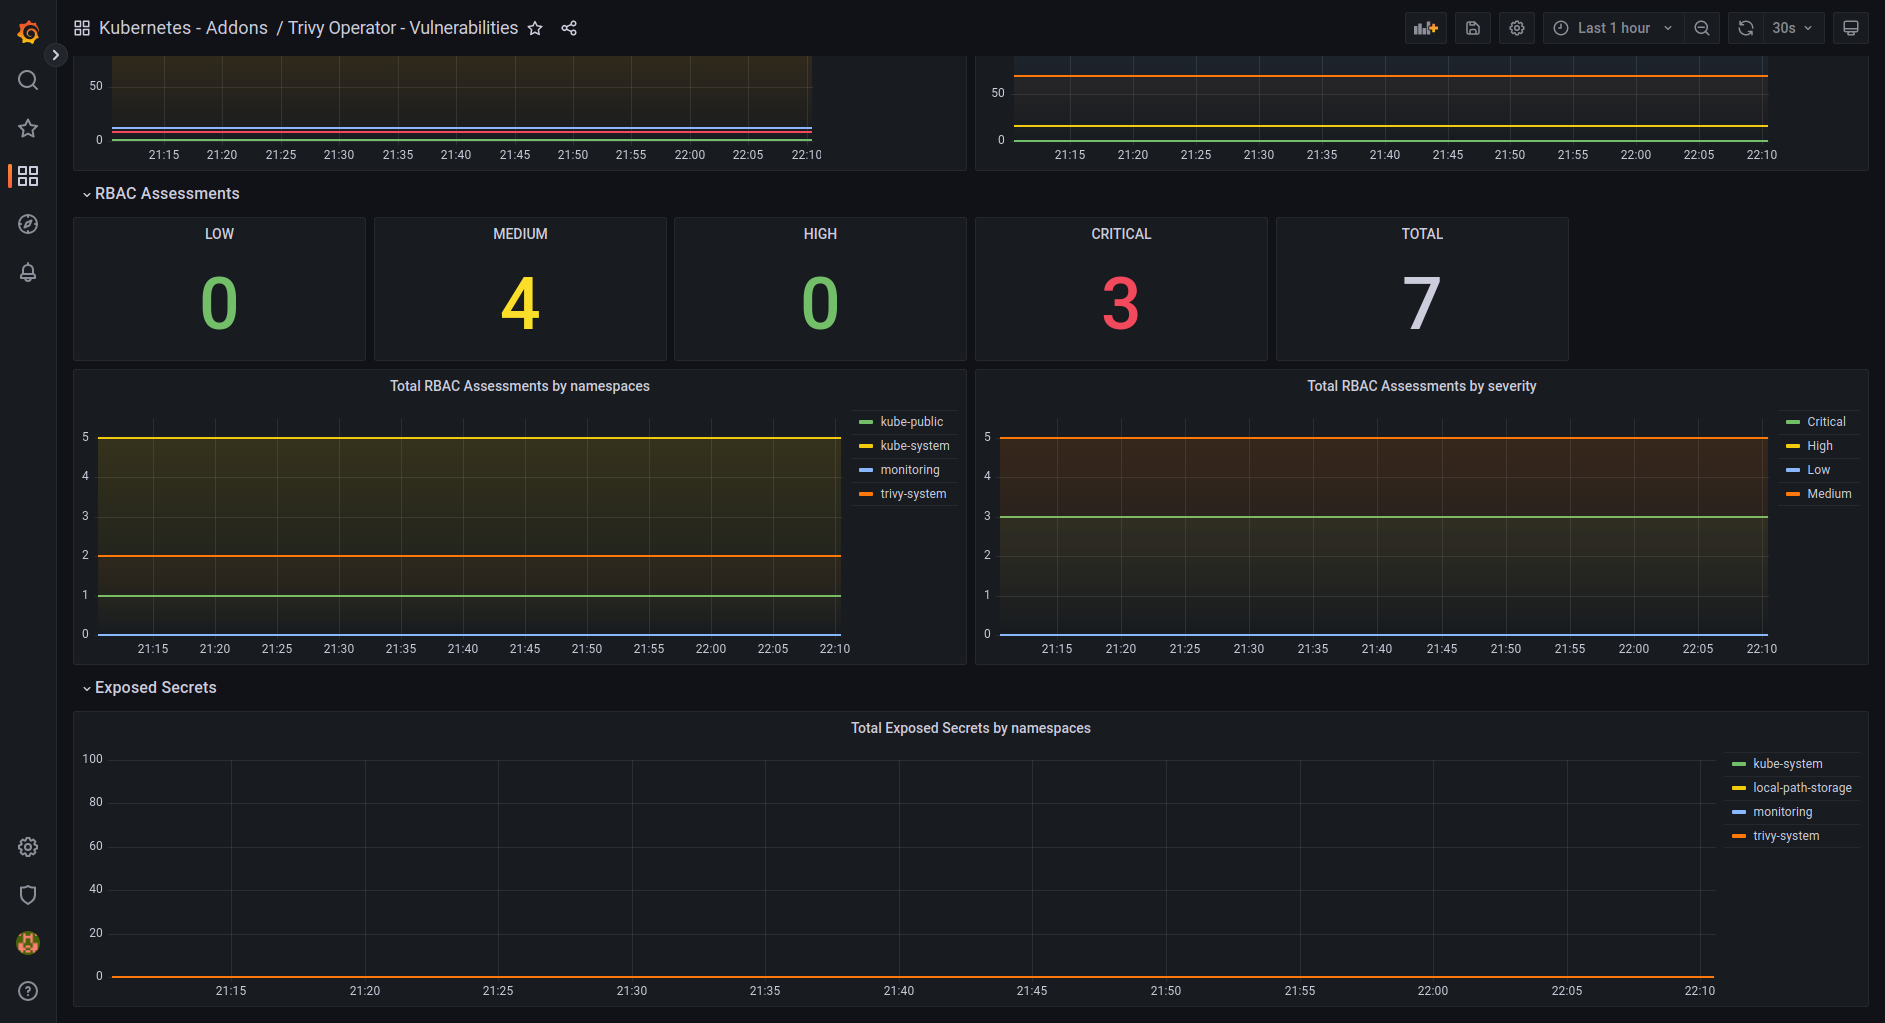 Kubernetes - Addons / Trivy Operator - Vulnerabilities
Last 1 hour
30s
50
0
21:15 21:20 21:25 21:30 21:35 21:40 21:45 21:50 21:55 22:00 22:05 22:10
50
0
21:15 21:20 21:25 21:30 21:35 21:40 21:45 21:50 21:55 22:00 22:05 22:10
RBAC Assessments
LOW
0
MEDIUM
4
HIGH
0
CRITICAL
3
TOTAL
7
Total RBAC Assessments by namespaces
5
4
3
2
1
0
21:15 21:20 21:25 21:30 21:35 21:40 21:45 21:50 21:55 22:00 22:05 22:10
kube-public
kube-system
monitoring
trivy-system
Total RBAC Assessments by severity
5
4
3
2
1
0
21:15 21:20 21:25 21:30 21:35 21:40 21:45 21:50 21:55 22:00 22:05 22:10
Critical
High
Low
Medium
Exposed Secrets
Total Exposed Secrets by namespaces
100
80
60
40
20
0
21:15 21:20 21:25 21:30 21:35 21:40 21:45 21:50 21:55 22:00 22:05 22:10
kube-system
local-path-storage
monitoring
trivy-system